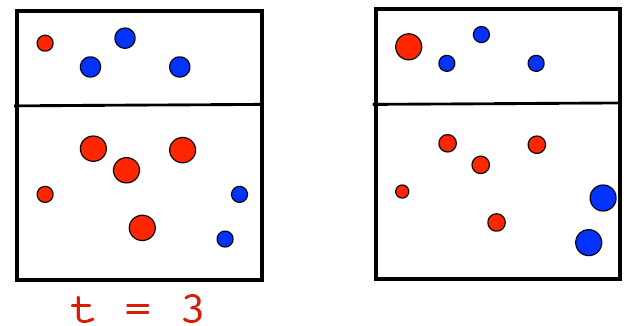 t = 3